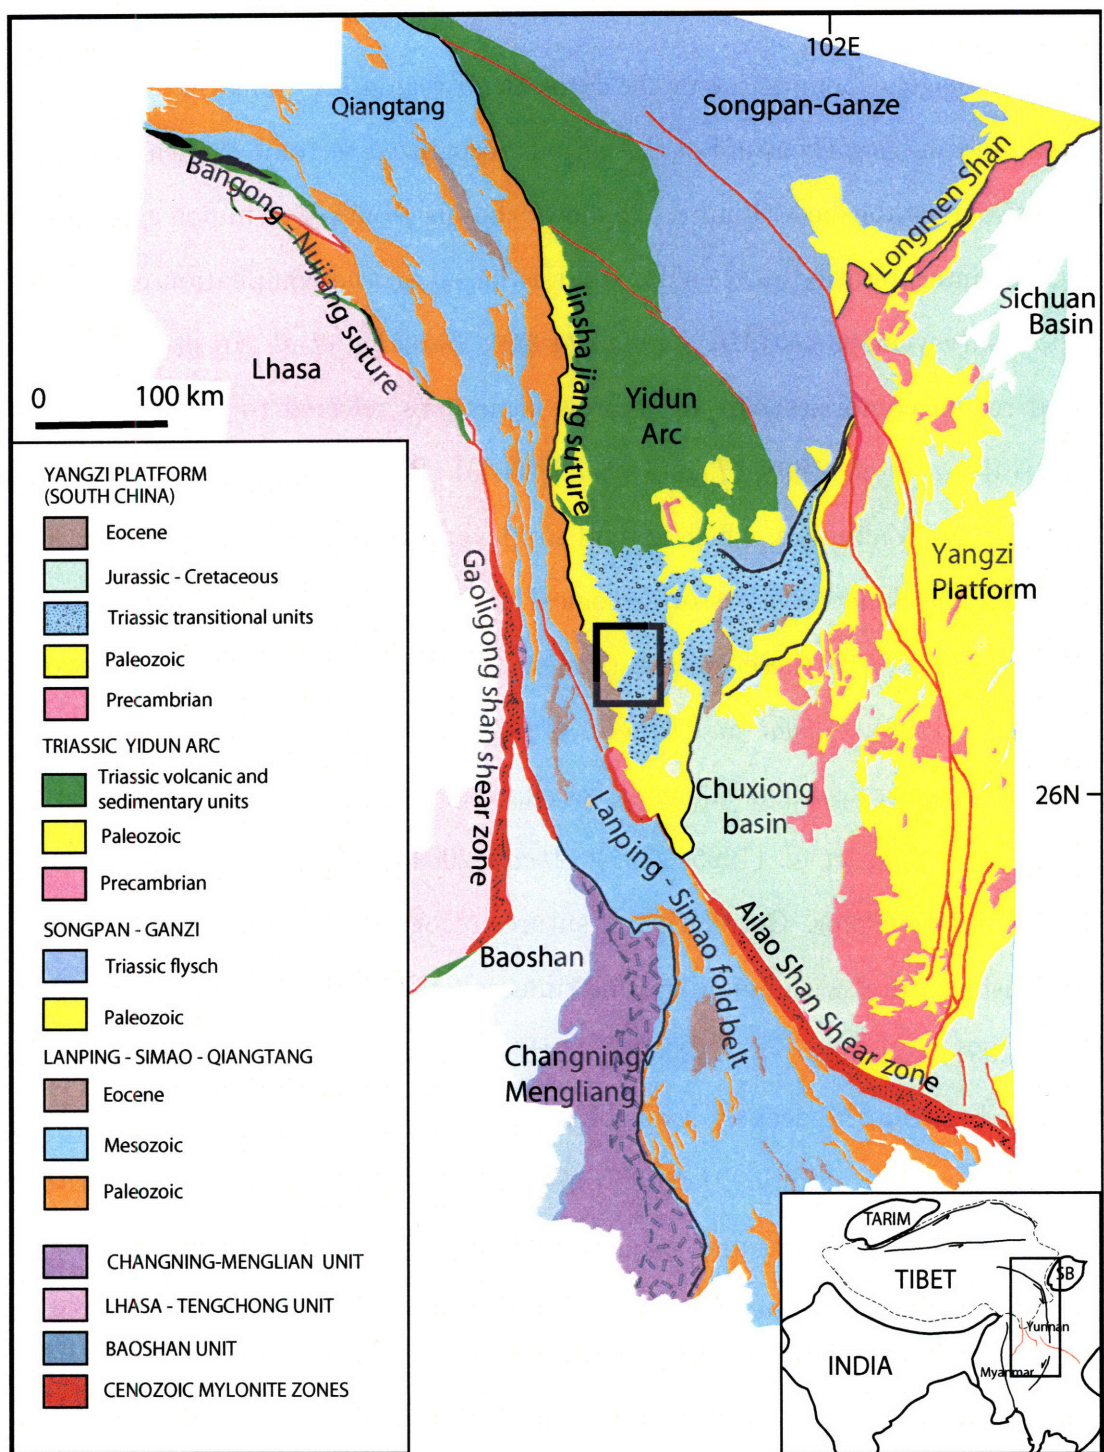 102E
Qiangtang
Songpan-Ganze
Bangong - Nujiang suture
Longmen Shan
Sichuan
Basin
Jinsha jiang suture
Lhasa
0 100 km
Yidun
Arc
Yangzi
Platform
Gaoligong shan shear zone
26N
Chuxiong
basin
Lanping - Simao fold belt
Ailao Shan Shear zone
Baoshan
Changningv
Mengliang
YANGZI PLATFORM
(SOUTH CHINA)
Eocene
Jurassic - Cretaceous
Triassic transitional units
Paleozoic
Precambrian
TRIASSIC YIDUN ARC
Triassic volcanic and
sedimentary units
Paleozoic
Precambrian
SONGPAN - GANZI
Triassic flysch
Paleozoic
LANPING - SIMAO - QIANGTANG
Eocene
Mesozoic
Paleozoic
CHANGNING-MENGLIAN UNIT
LHASA - TENGCHONG UNIT
BAOSHAN UNIT
CENOZOIC MYLONITE ZONES
TARIM
TIBET
SB
Yunnan
INDIA
Myanmar